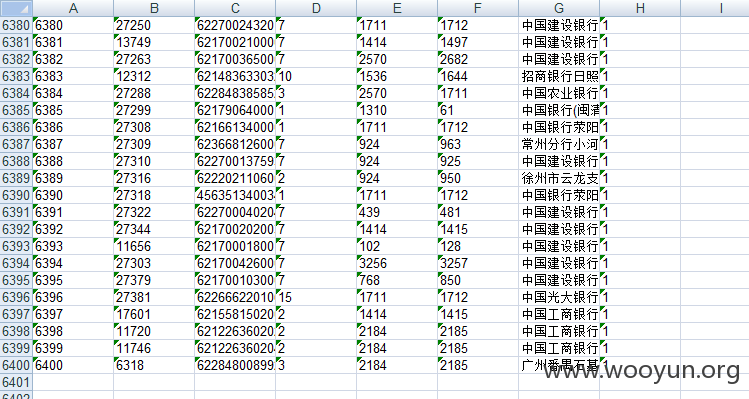 A B C D E F G H I
6380 6380 27250 62270024320 7 1711 1712 中国建设银行 1
6381 6381 13749 62170021000 7 1414 1497 中国建设银行 1
6382 6382 27263 62170036500 7 2570 2682 中国建设银行 1
6383 6383 12312 62148363303 10 1536 1644 招商银行日照 1
6384 6384 27288 62284838585 3 2570 1711 中国农业银行 1
6385 6385 27299 62179064000 1 1310 61 中国银行(闽清 1
6386 6386 27308 62166134000 1 1711 1712 中国银行荥阳 1
6387 6387 27309 62366812600 7 924 963 常州分行小河 1
6388 6388 27310 62270013759 7 924 925 中国建设银行 1
6389 6389 27316 62220211060 2 924 950 徐州市云龙支 1
6390 6390 27318 45635134003 1 1711 1712 中国银行荥阳 1
6391 6391 27322 62270004020 7 439 481 中国建设银行 1
6392 6392 27344 62170020200 7 1414 1415 中国建设银行 1
6393 6393 11656 62170001800 7 102 128 中国建设银行 1
6394 6394 27303 62170042600 7 3256 3257 中国建设银行 1
6395 6395 27379 62170010300 7 768 850 中国建设银行 1
6396 6396 27381 62266622010 15 1711 1712 中国光大银行 1
6397 6397 17601 62155815020 2 1414 1415 中国工商银行 1
6398 6398 11720 62122636020 2 2184 2185 中国工商银行 1
6399 6399 11746 62122636020 2 2184 2185 中国工商银行 1
6400 6400 6318 62284800899 3 2184 2185 广州番禺石基 1
6401
www.wooyun.org